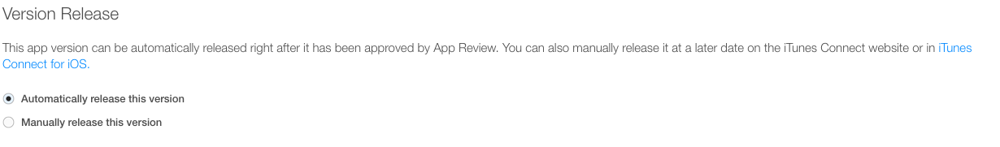 Version Release
This app version can be automatically released right after it has been approved by App Review. You can also manually release it at a later date on the iTunes Connect website or in iTunes
Connect for iOS.
Automatically release this version
Manually release this version